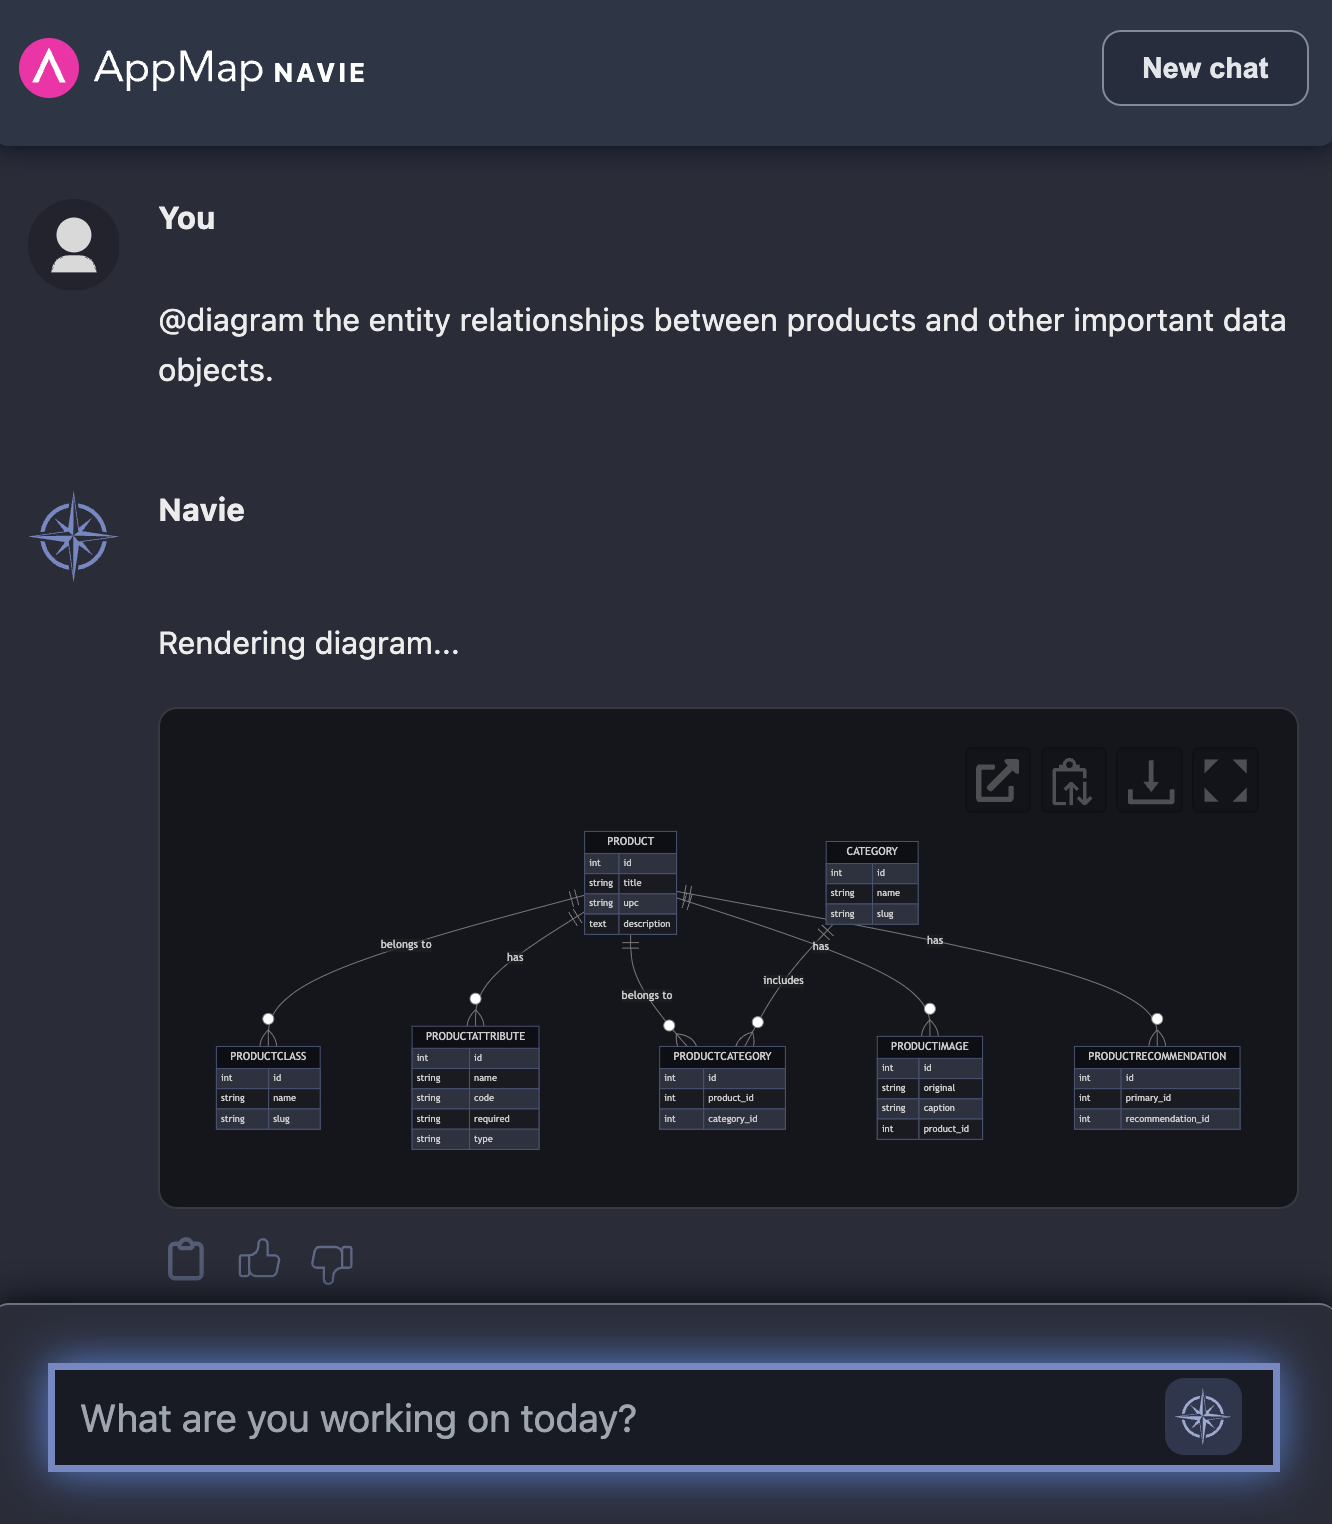 AppMap NAVIE
New chat
You
@diagram the entity relationships between products and other important data
objects.
Navie
Rendering diagram...
PRODUCT
int id
string title
string upc
text description
CATEGORY
int id
string name
string slug
belongs to
has
belongs to
includes
has
has
PRODUCTCLASS
int id
string name
string slug
PRODUCTATTRIBUTE
int id
string name
string code
string required
string type
PRODUCTCATEGORY
int id
int product_id
int category_id
PRODUCTIMAGE
int id
string original
string caption
int product_id
PRODUCTRECOMMENDATION
int id
int primary_id
int recommendation_id
What are you working on today?